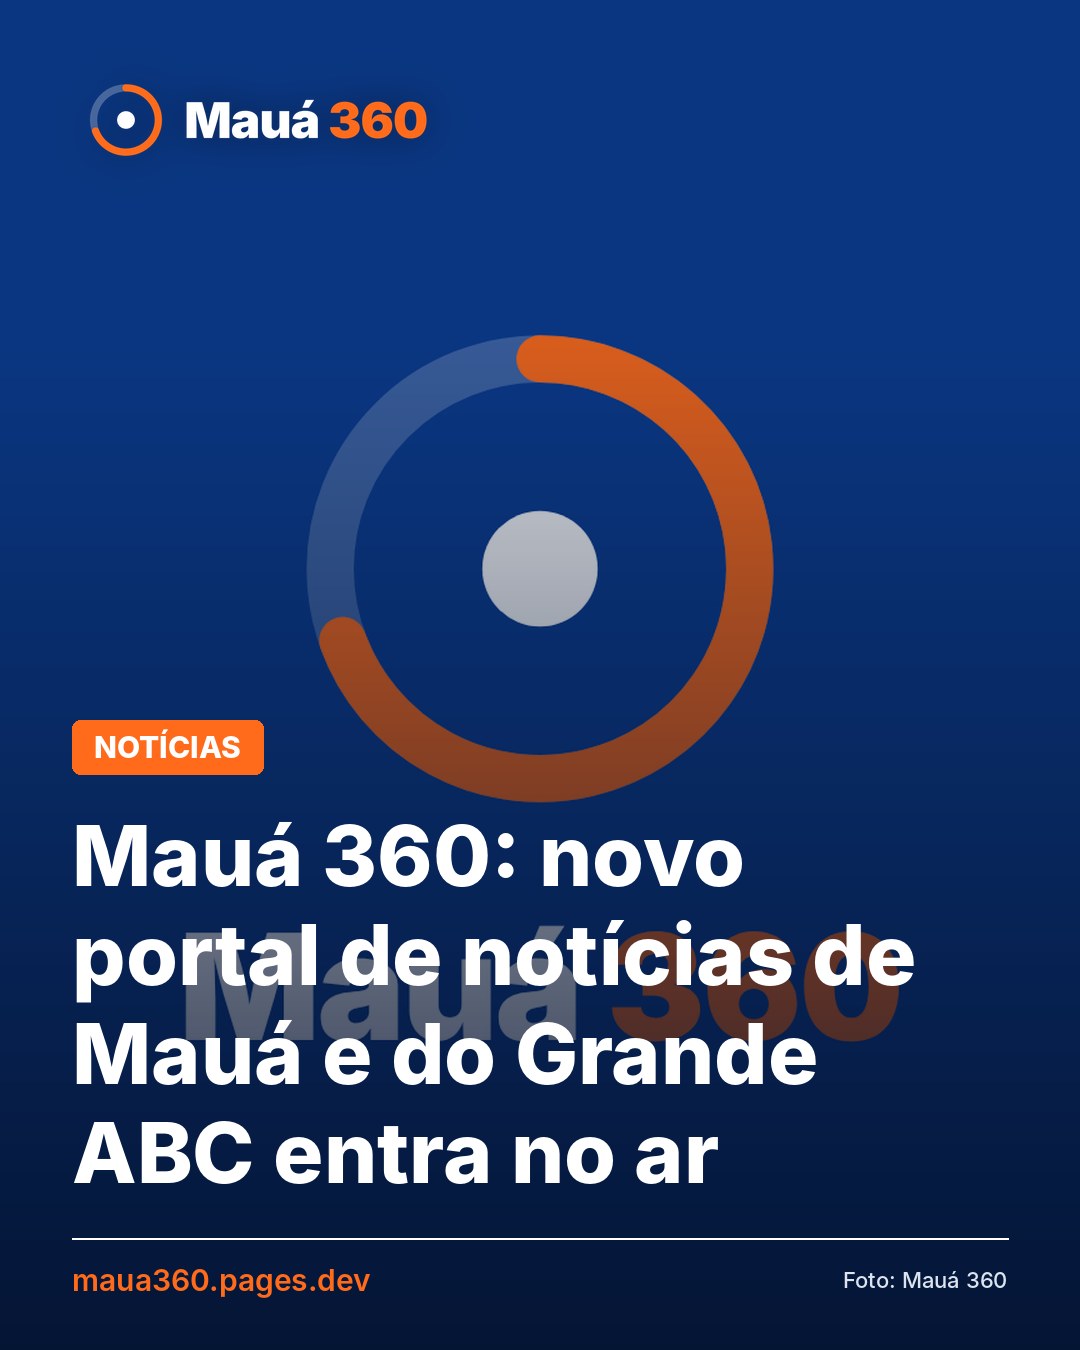 Mauá 360
NOTÍCIAS
Mauá 360: novo
portal de notícias de
Mauá 360
Mauá e do Grande
ABC entra no ar
maua360.pages.dev
Foto: Mauá 360